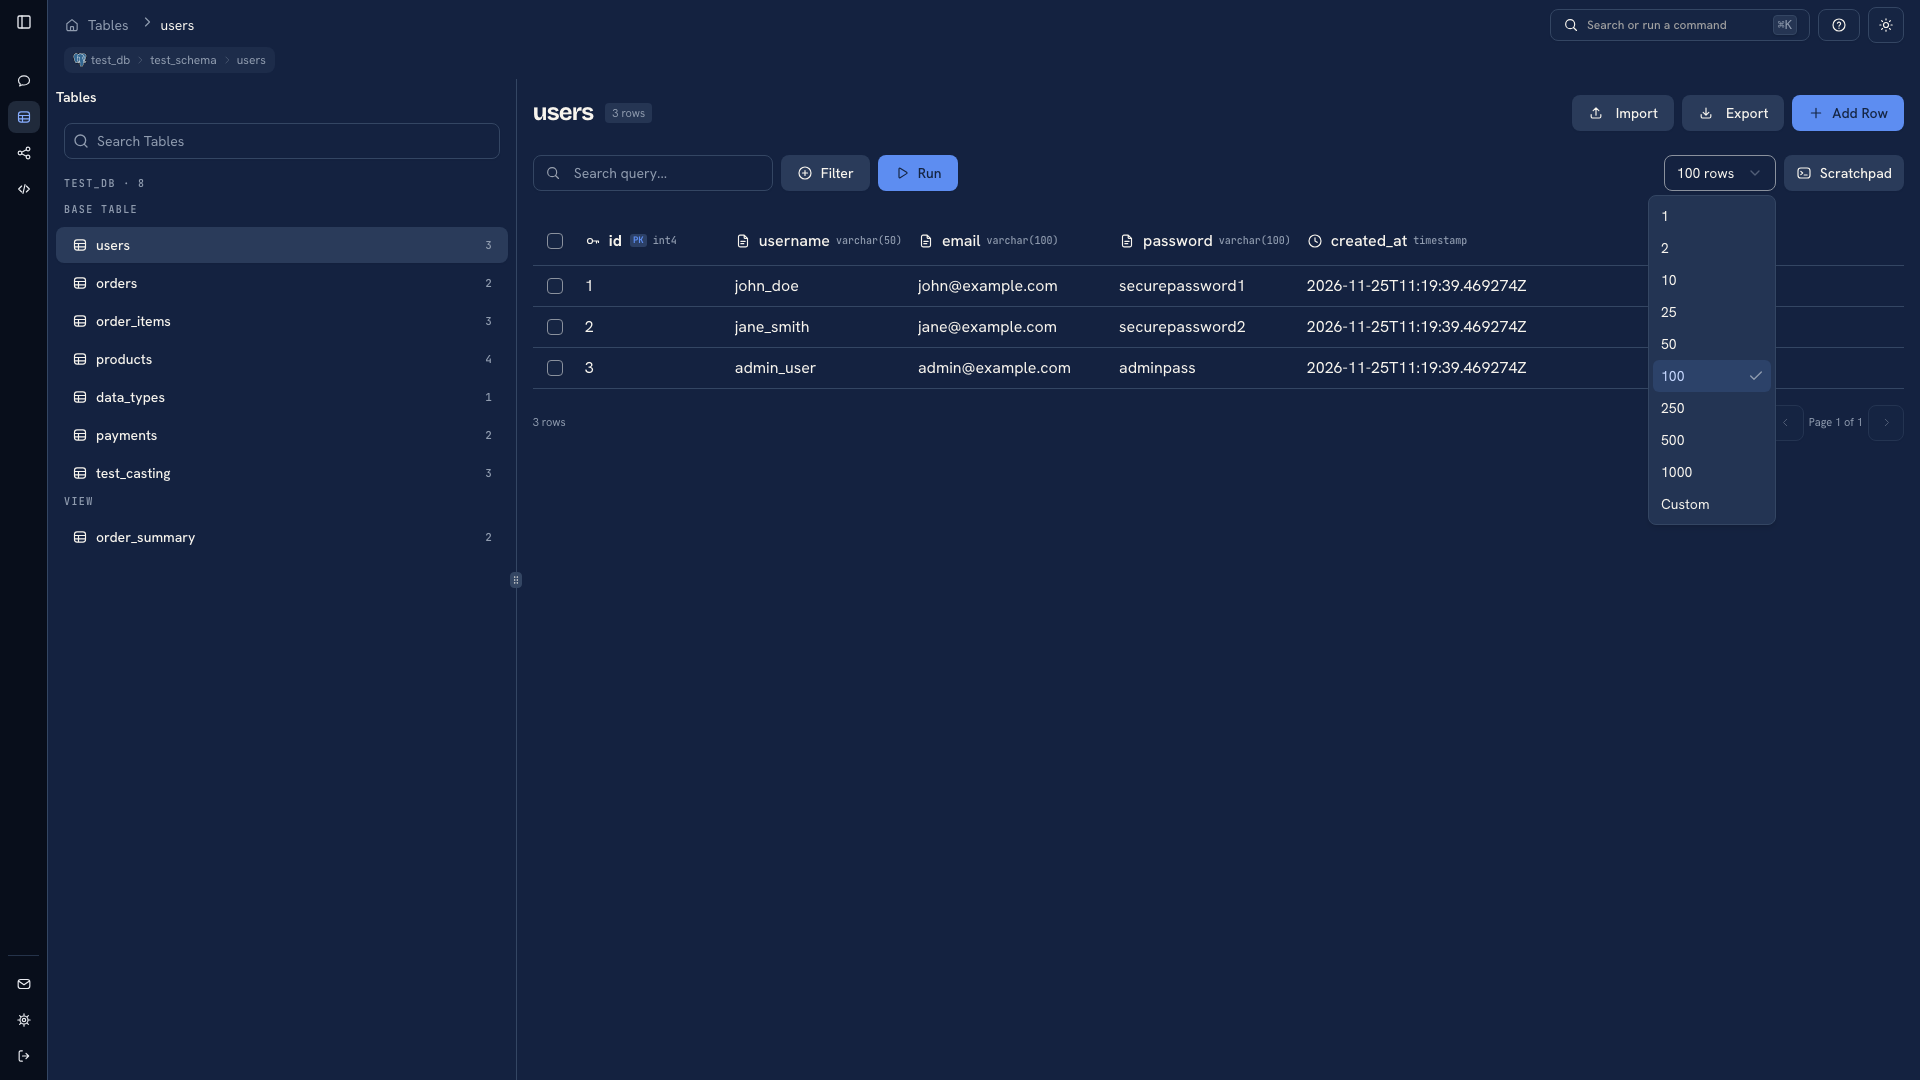 Tables
users
Search or run a command
⌘K
test_db
test_schema
users
Tables
Search Tables
TEST_DB · 8
BASE TABLE
users 3
orders 2
order_items 3
products 4
data_types 1
payments 2
test_casting 3
VIEW
order_summary 2
users
3 rows
Import
Export
Add Row
Search query...
Filter
Run
100 rows
Scratchpad
id PK int4
username varchar(50)
email varchar(100)
password varchar(100)
created_at timestamp
1 john_doe john@example.com securepassword1 2026-11-25T11:19:39.469274Z
2 jane_smith jane@example.com securepassword2 2026-11-25T11:19:39.469274Z
3 admin_user admin@example.com adminpass 2026-11-25T11:19:39.469274Z
3 rows
Page 1 of 1
1
2
10
25
50
100
250
500
1000
Custom